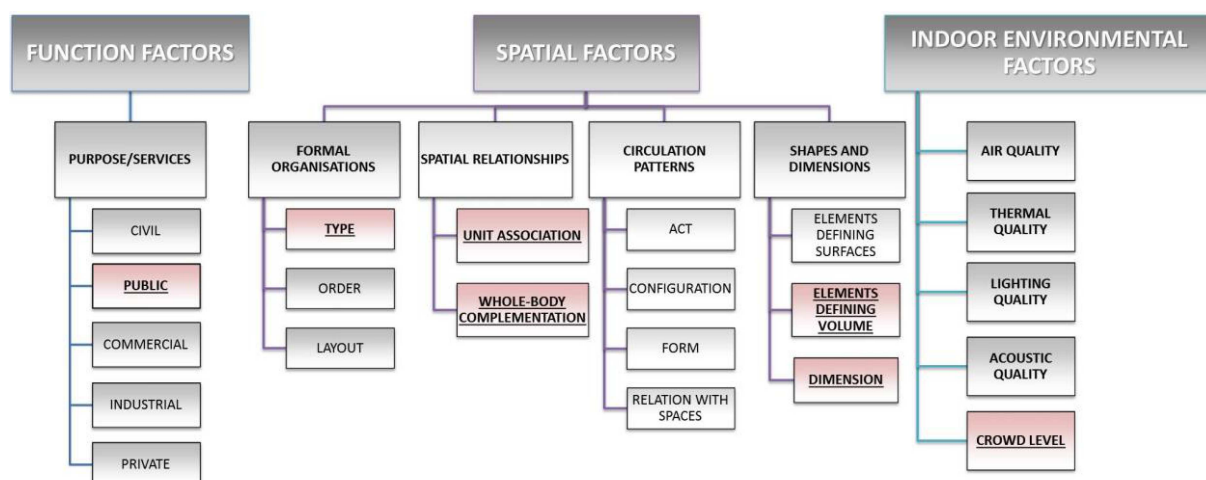 FUNCTION FACTORS
PURPOSE/SERVICES
CIVIL
PUBLIC
COMMERCIAL
INDUSTRIAL
PRIVATE
SPATIAL FACTORS
FORMAL
ORGANISATIONS
TYPE
ORDER
LAYOUT
SPATIAL RELATIONSHIPS
UNIT ASSOCIATION
WHOLE-BODY
COMPLEMENTATION
CIRCULATION
PATTERNS
ACT
CONFIGURATION
FORM
RELATION WITH
SPACES
SHAPES AND
DIMENSIONS
ELEMENTS
DEFINING
SURFACES
ELEMENTS
DEFINING
VOLUME
DIMENSION
INDOOR ENVIRONMENTAL
FACTORS
AIR QUALITY
THERMAL
QUALITY
LIGHTING
QUALITY
ACOUSTIC
QUALITY
CROWD LEVEL